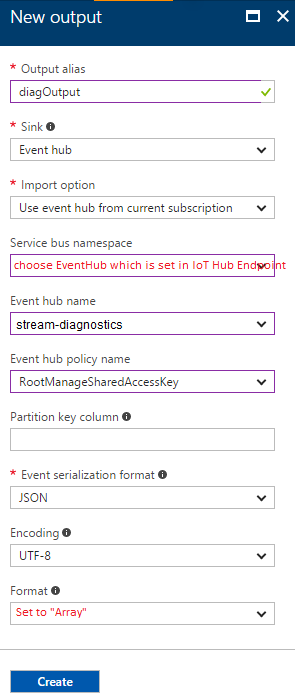 New output
* Output alias
diagOutput
* Sink
Event hub
* Import option
Use event hub from current subscription
Service bus namespace
choose EventHub which is set in IoT Hub Endpoint
Event hub name
stream-diagnostics
Event hub policy name
RootManageSharedAccessKey
Partition key column
* Event serialization format
JSON
Encoding
UTF-8
Format
Set to "Array"
Create